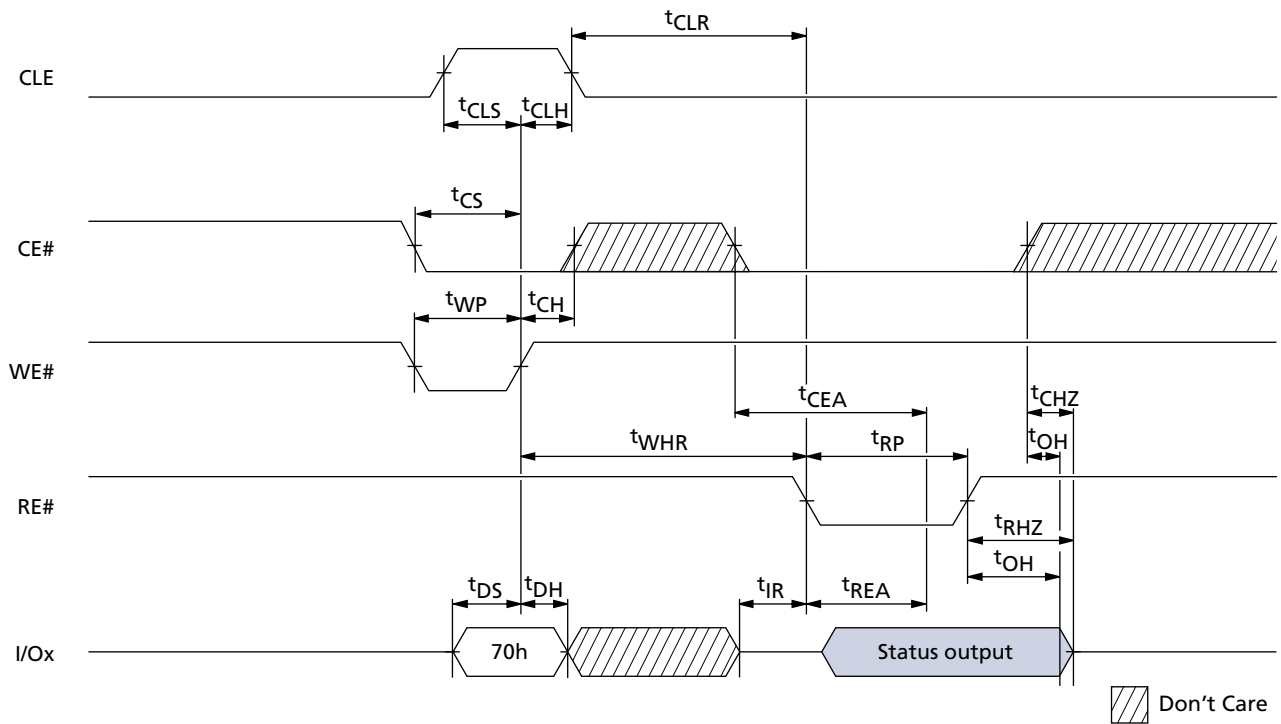 tCLR
CLE
tCLS tCLH
tCS
CE#
tWP tCH
WE#
tCEA tCHZ
tWHR tRP tOH
RE#
tRHZ
tOH
tDS tDH tIR tREA
I/Ox 70h Status output
Don't Care